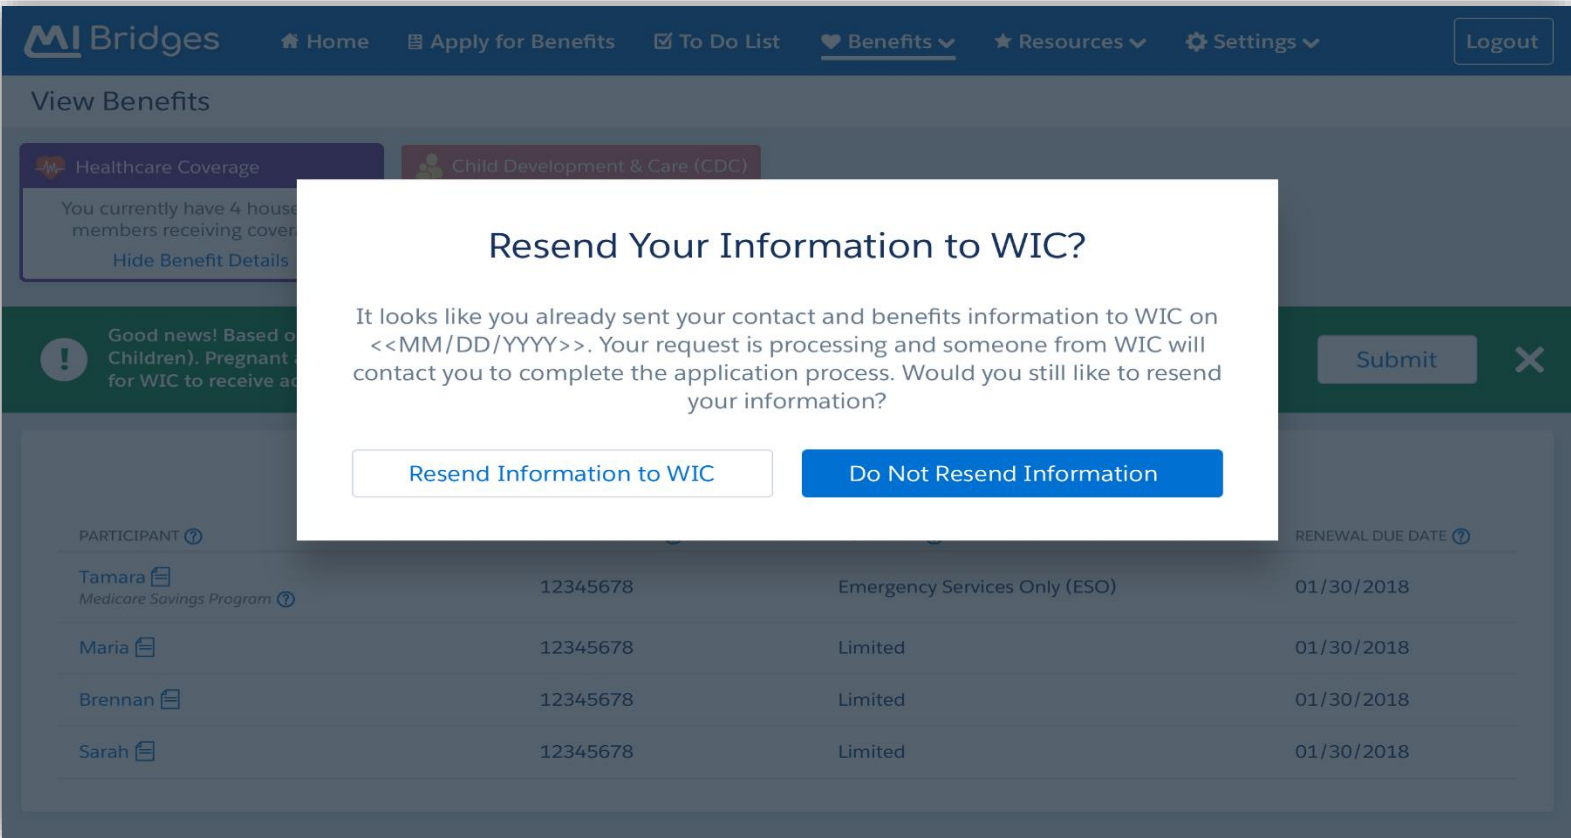 MI Bridges
Home
Apply for Benefits
To Do List
Benefits
Resources
Settings
Logout
View Benefits
Healthcare Coverage
Child Development & Care (CDC)
You currently have 4 house
members receiving cover
Hide Benefit Details
Resend Your Information to WIC?
It looks like you already sent your contact and benefits information to WIC on
<<MM/DD/YYYY>>. Your request is processing and someone from WIC will
contact you to complete the application process. Would you still like to resend
your information?
Resend Information to WIC
Do Not Resend Information
Good news! Based o
Children). Pregnant
for WIC to receive
Submit
PARTICIPANT
RENEWAL DUE DATE
Tamara
Medicare Savings Program
12345678
Emergency Services Only (ESO)
01/30/2018
Maria
12345678
Limited
01/30/2018
Brennan
12345678
Limited
01/30/2018
Sarah
12345678
Limited
01/30/2018